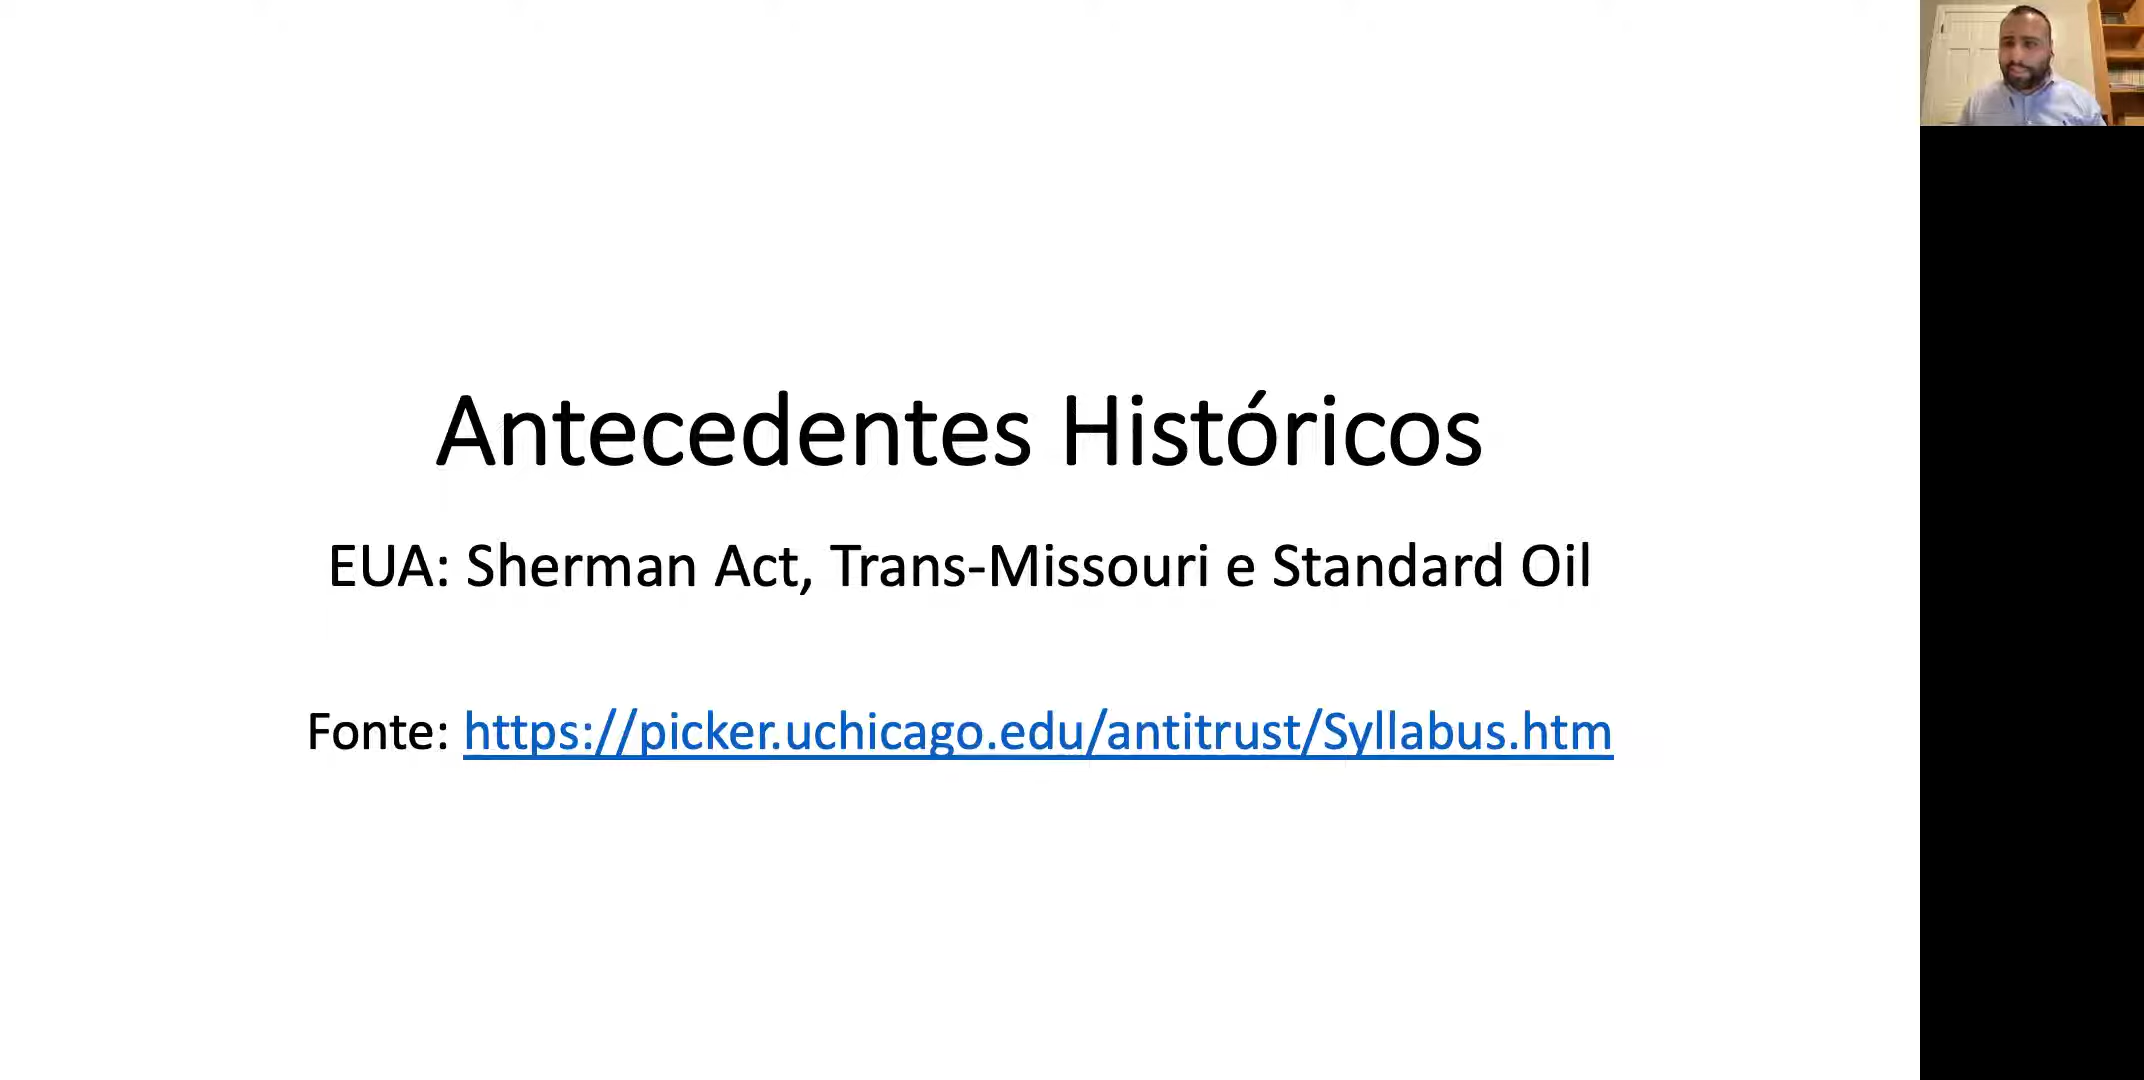 Antecedentes Históricos
EUA: Sherman Act, Trans-Missouri e Standard Oil
Fonte: https://picker.uchicago.edu/antitrust/Syllabus.htm